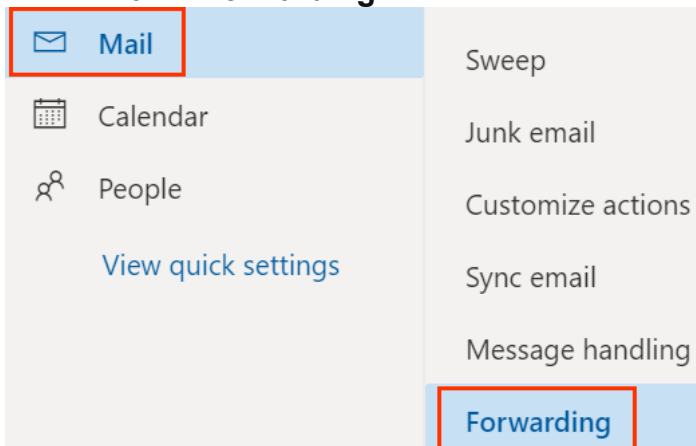 Mail
Calendar
People
View quick settings
Sweep
Junk email
Customize actions
Sync email
Message handling
Forwarding